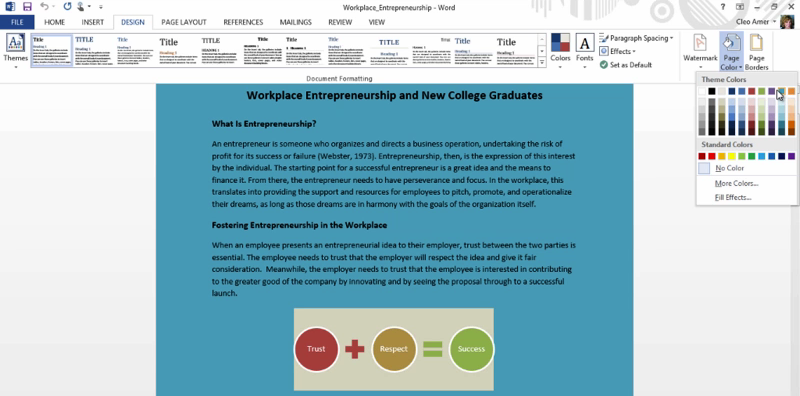 Workplace_Entrepreneurship - Word
FILE HOME INSERT DESIGN PAGE LAYOUT REFERENCES MAILINGS REVIEW VIEW
Cleo Amer
Themes
Title
TITLE
Title
Title
Title
TITLE
Title
TITLE
Title
Title
Colors
Fonts
Paragraph Spacing
Effects
Set as Default
Watermark
Page Color
Page Borders
Document Formatting
Theme Colors
Standard Colors
No Color
More Colors...
Fill Effects...
Workplace Entrepreneurship and New College Graduates
What Is Entrepreneurship?
An entrepreneur is someone who organizes and directs a business operation, undertaking the risk of
profit for its success or failure (Webster, 1973). Entrepreneurship, then, is the expression of this interest
by the individual. The starting point for a successful entrepreneur is a great idea and the means to
finance it. From there, the entrepreneur needs to have perseverance and focus. In the workplace, this
translates into providing the support and resources for employees to pitch, promote, and operationalize
their dreams, as long as those dreams are in harmony with the goals of the organization itself.
Fostering Entrepreneurship in the Workplace
When an employee presents an entrepreneurial idea to their employer, trust between the two parties is
essential. The employee needs to trust that the employer will respect the idea and give it fair
consideration. Meanwhile, the employer needs to trust that the employee is interested in contributing
to the greater good of the company by innovating and by seeing the proposal through to a successful
launch.
Trust
Respect
Success